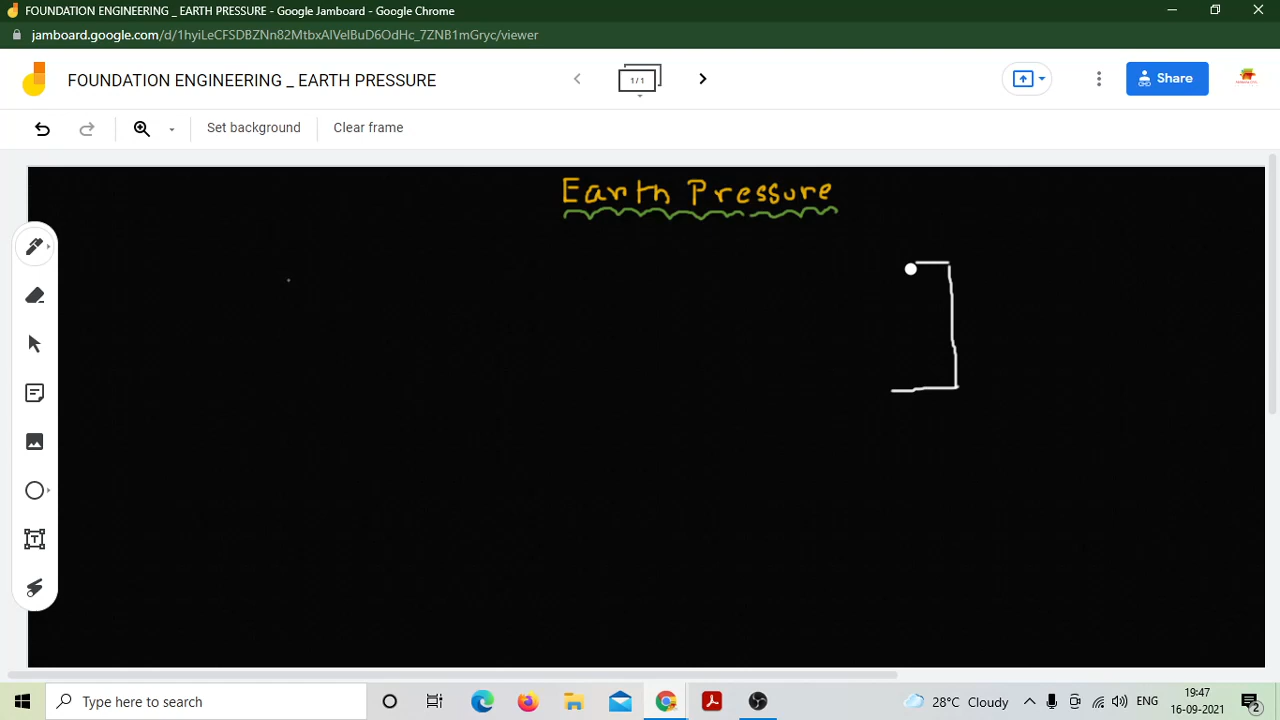 FOUNDATION ENGINEERING _ EARTH PRESSURE - Google Jamboard - Google Chrome
jamboard.google.com/d/1hyiLeCFSDBZNn82MtbxAlVelBuD6OdHc_7ZNB1mGryc/viewer
FOUNDATION ENGINEERING _ EARTH PRESSURE
1 / 1
Share
Set background
Clear frame
Earth Pressure
Type here to search
28°C Cloudy
ENG
19:47
16-09-2021
2